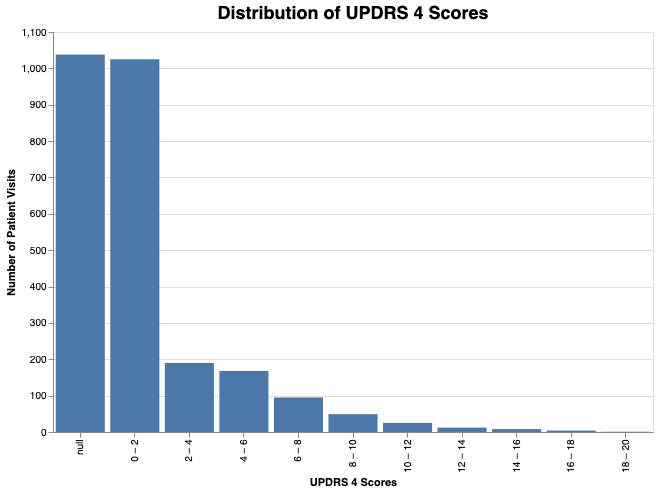 Distribution of UPDRS 4 Scores
1,100
1,000
900
800
700
600
500
400
300
200
100
0
Number of Patient Visits
null
0 – 2
2 – 4
4 – 6
6 – 8
8 – 10
10 – 12
12 – 14
14 – 16
16 – 18
18 – 20
UPDRS 4 Scores